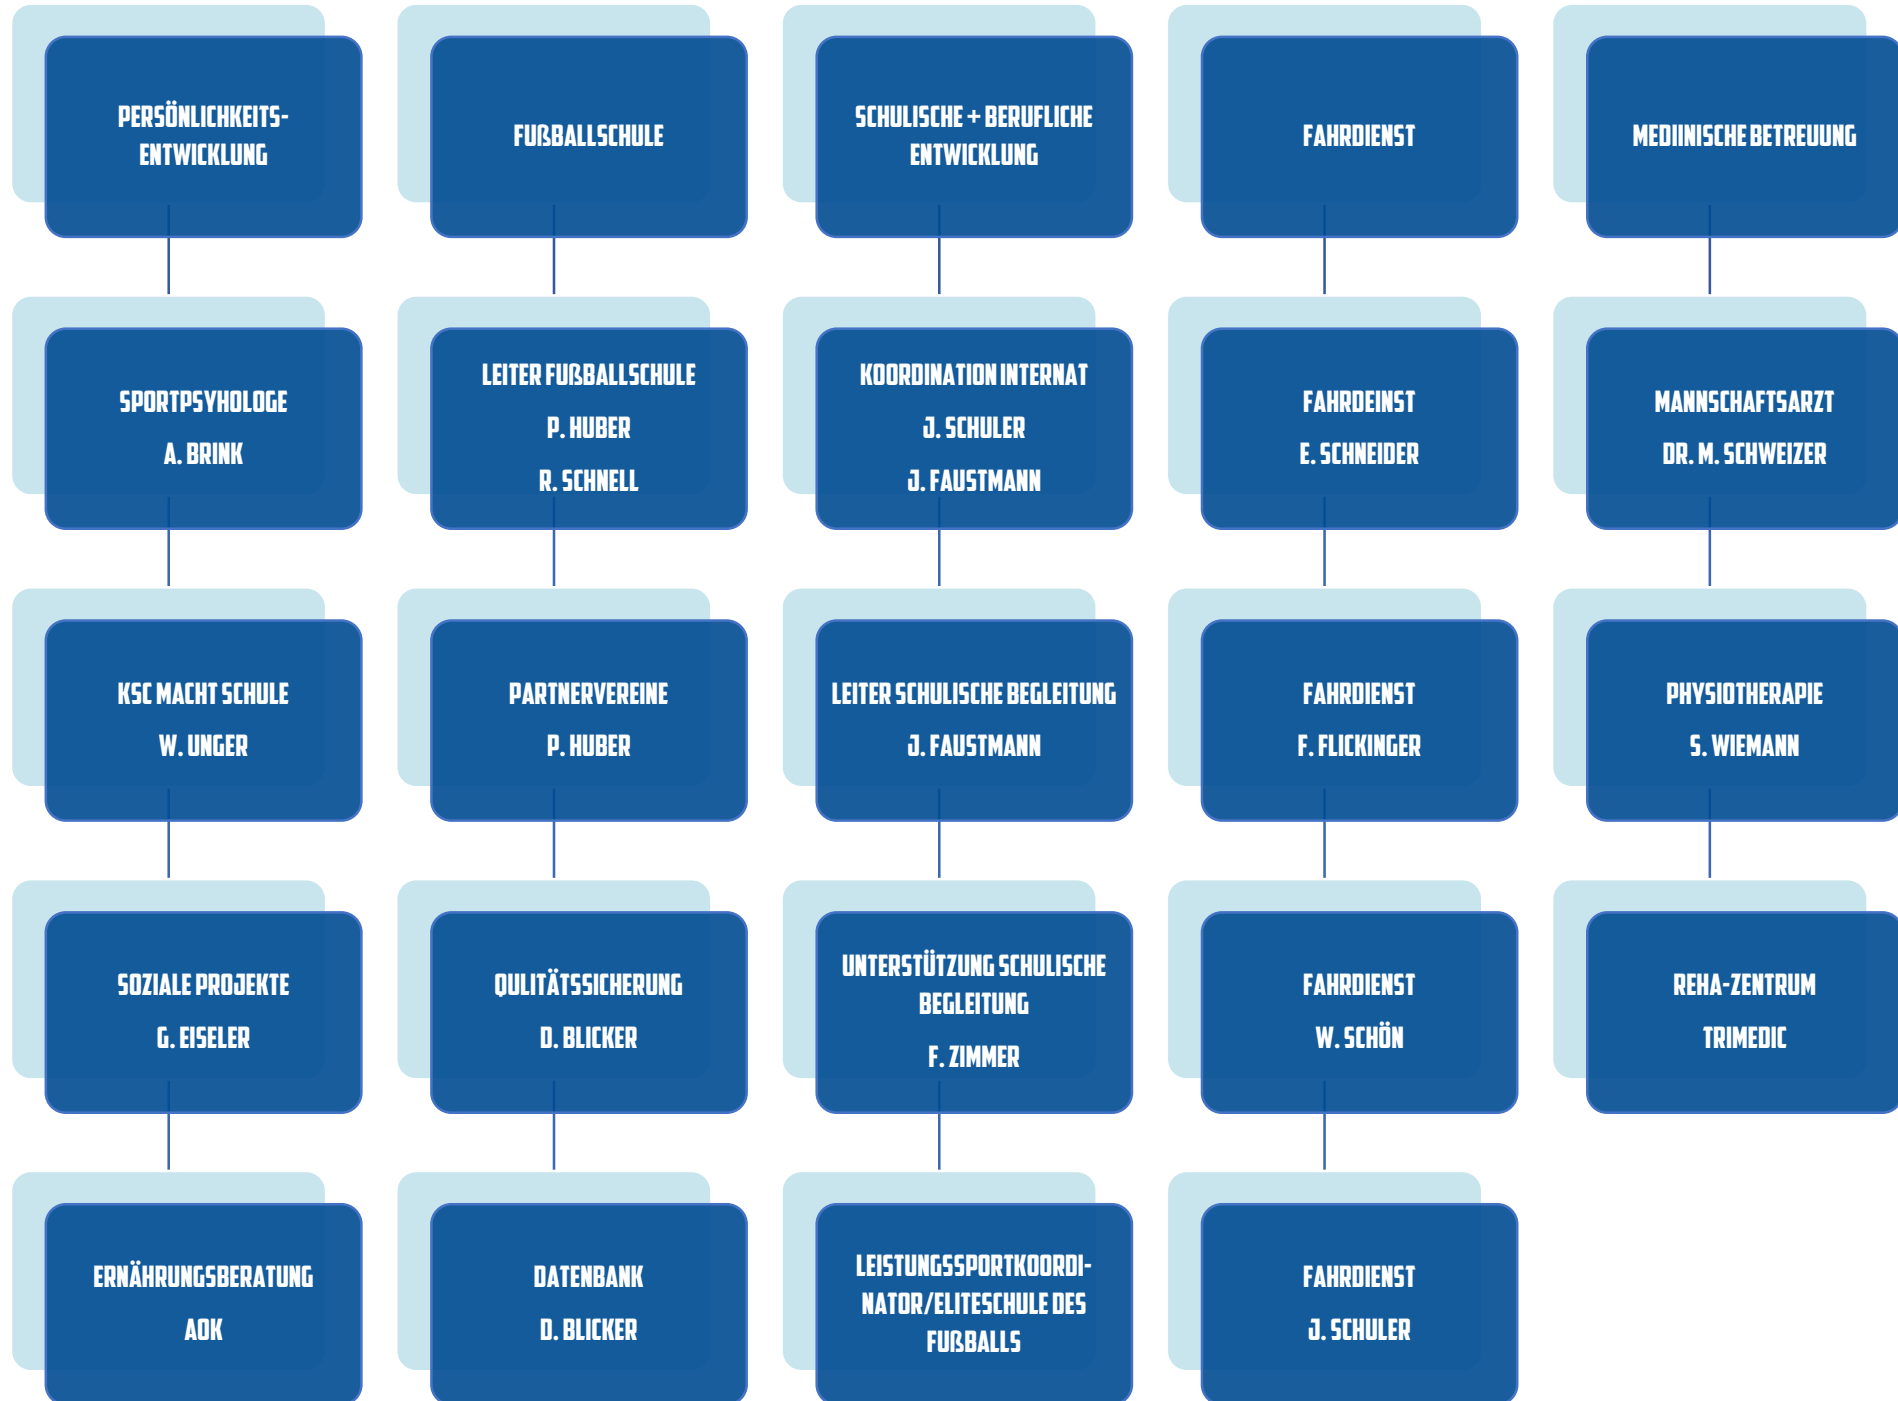 PERSÖNLICHKEITS-
ENTWICKLUNG
FUßBALLSCHULE
SCHULISCHE + BERUFLICHE
ENTWICKLUNG
FAHRDIENST
MEDIINISCHE BETREUUNG
SPORTPSYHOLOGE
A. BRINK
LEITER FUßBALLSCHULE
P. HUBER
R. SCHNELL
KOORDINATION INTERNAT
J. SCHULER
J. FAUSTMANN
FAHRDEINST
E. SCHNEIDER
MANNSCHAFTSARZT
DR. M. SCHWEIZER
KSC MACHT SCHULE
W. UNGER
PARTNERVEREINE
P. HUBER
LEITER SCHULISCHE BEGLEITUNG
J. FAUSTMANN
FAHRDIENST
F. FLICKINGER
PHYSIOTHERAPIE
S. WIEMANN
SOZIALE PROJEKTE
G. EISELER
QULITÄTSSICHERUNG
D. BLICKER
UNTERSTÜTZUNG SCHULISCHE
BEGLEITUNG
F. ZIMMER
FAHRDIENST
W. SCHÖN
REHA-ZENTRUM
TRIMEDIC
ERNÄHRUNGSBERATUNG
AOK
DATENBANK
D. BLICKER
LEISTUNGSSPORTKOORDI-
NATOR/ELITESCHULE DES
FUßBALLS
FAHRDIENST
J. SCHULER